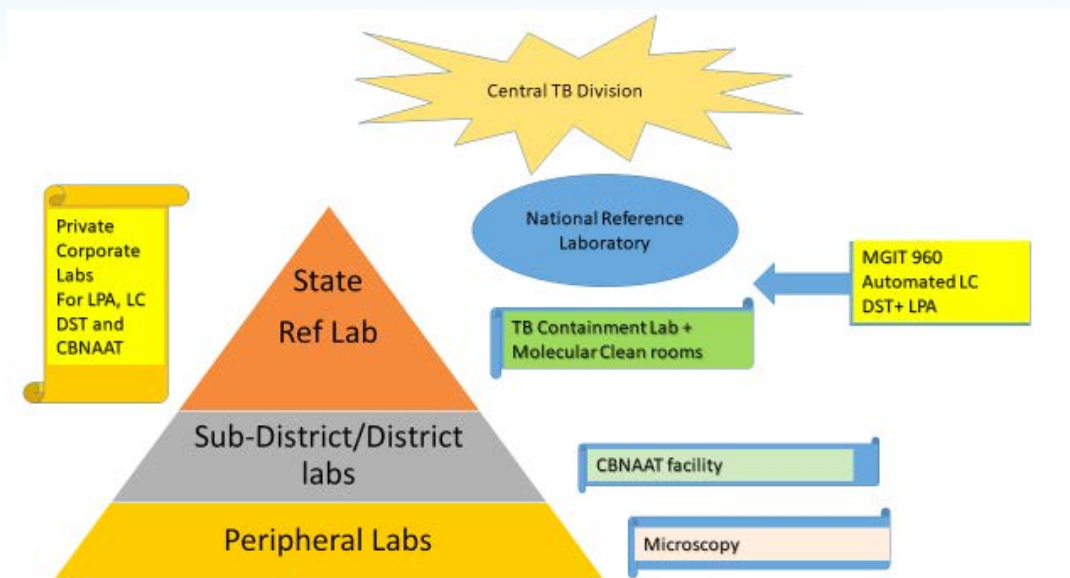 Central TB Division
National Reference
Laboratory
Private
Corporate
Labs
For LPA, LC
DST and
CBNAAT
State
Ref Lab
MGIT 960
Automated LC
DST+ LPA
TB Containment Lab +
Molecular Clean rooms
Sub-District/District
labs
CBNAAT facility
Peripheral Labs
Microscopy